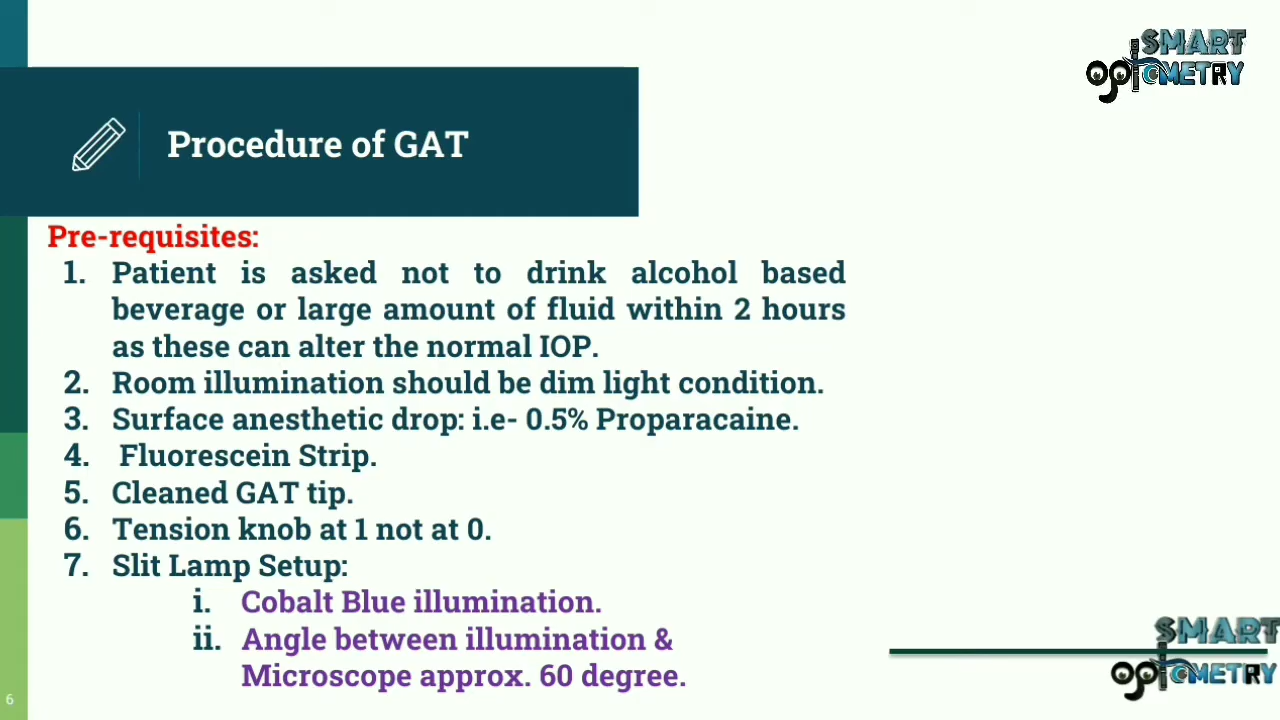 SMART
OPTOMETRY
Procedure of GAT
Pre-requisites:
1. Patient is asked not to drink alcohol based
beverage or large amount of fluid within 2 hours
as these can alter the normal IOP.
2. Room illumination should be dim light condition.
3. Surface anesthetic drop: i.e- 0.5% Proparacaine.
4. Fluorescein Strip.
5. Cleaned GAT tip.
6. Tension knob at 1 not at 0.
7. Slit Lamp Setup:
i. Cobalt Blue illumination.
ii. Angle between illumination &
Microscope approx. 60 degree.
SMART
OPTOMETRY
6